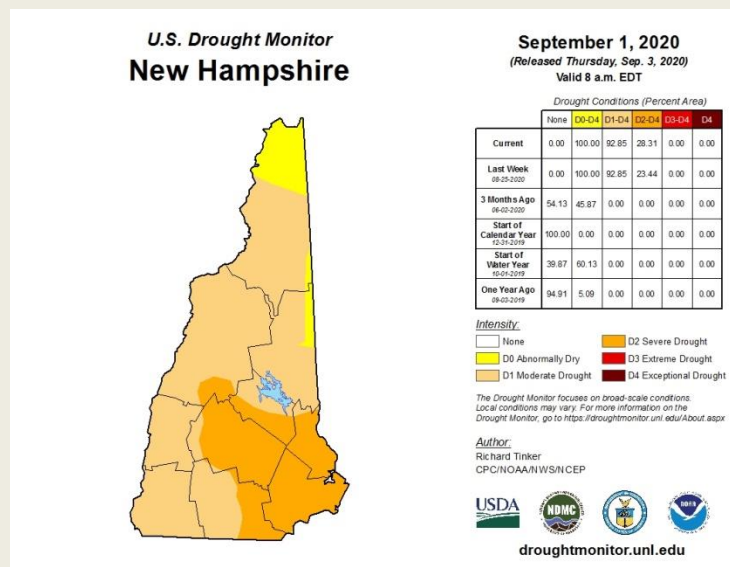 U.S. Drought Monitor
New Hampshire
September 1, 2020
(Released Thursday, Sep. 3, 2020)
Valid 8 a.m. EDT
Drought Conditions (Percent Area)
None D0-D4 D1-D4 D2-D4 D3-D4 D4
Current 0.00 100.00 92.85 28.31 0.00 0.00
Last Week 0.00 100.00 92.85 23.44 0.00 0.00
08-25-2020
3 Months Ago 54.13 45.87 0.00 0.00 0.00 0.00
06-02-2020
Start of
Calendar Year 100.00 0.00 0.00 0.00 0.00 0.00
12-31-2019
Start of
Water Year 39.87 60.13 0.00 0.00 0.00 0.00
10-01-2019
One Year Ago 94.91 5.09 0.00 0.00 0.00 0.00
09-03-2019
Intensity:
None
D0 Abnormally Dry
D1 Moderate Drought
D2 Severe Drought
D3 Extreme Drought
D4 Exceptional Drought
The Drought Monitor focuses on broad-scale conditions.
Local conditions may vary. For more information on the
Drought Monitor, go to https://droughtmonitor.unl.edu/About.aspx
Author:
Richard Tinker
CPC/NOAA/NWS/NCEP
USDA
NDMC
droughtmonitor.unl.edu